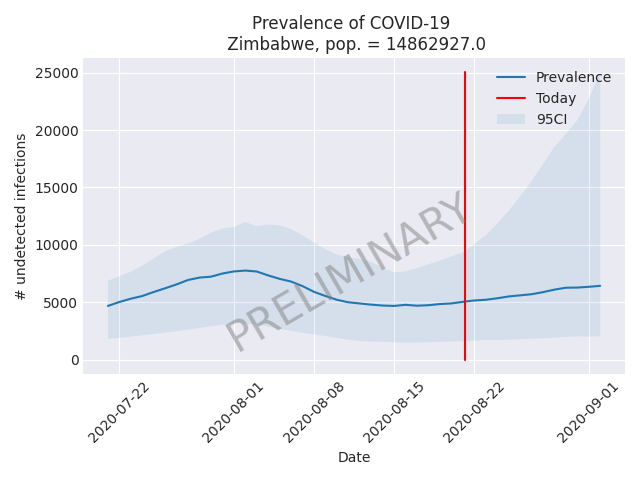 Prevalence of COVID-19
Zimbabwe, pop. = 14862927.0
# undetected infections
25000
20000
15000
10000
5000
0
Prevalence
Today
95CI
PRELIMINARY
2020-07-22
2020-08-01
2020-08-08
2020-08-15
2020-08-22
2020-09-01
Date